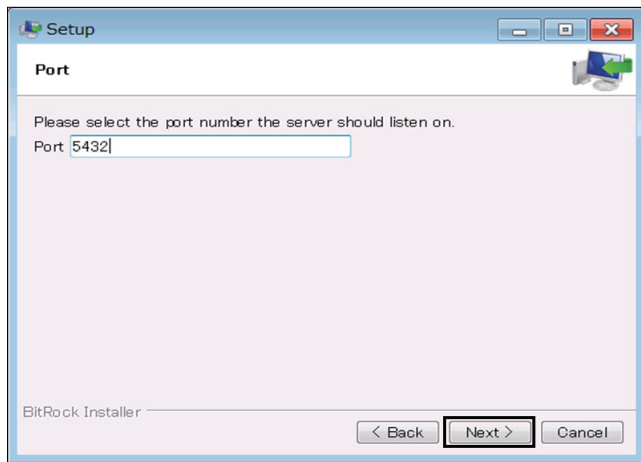 Setup
Port
Please select the port number the server should listen on.
Port 5432
BitRock Installer
< Back Next > Cancel